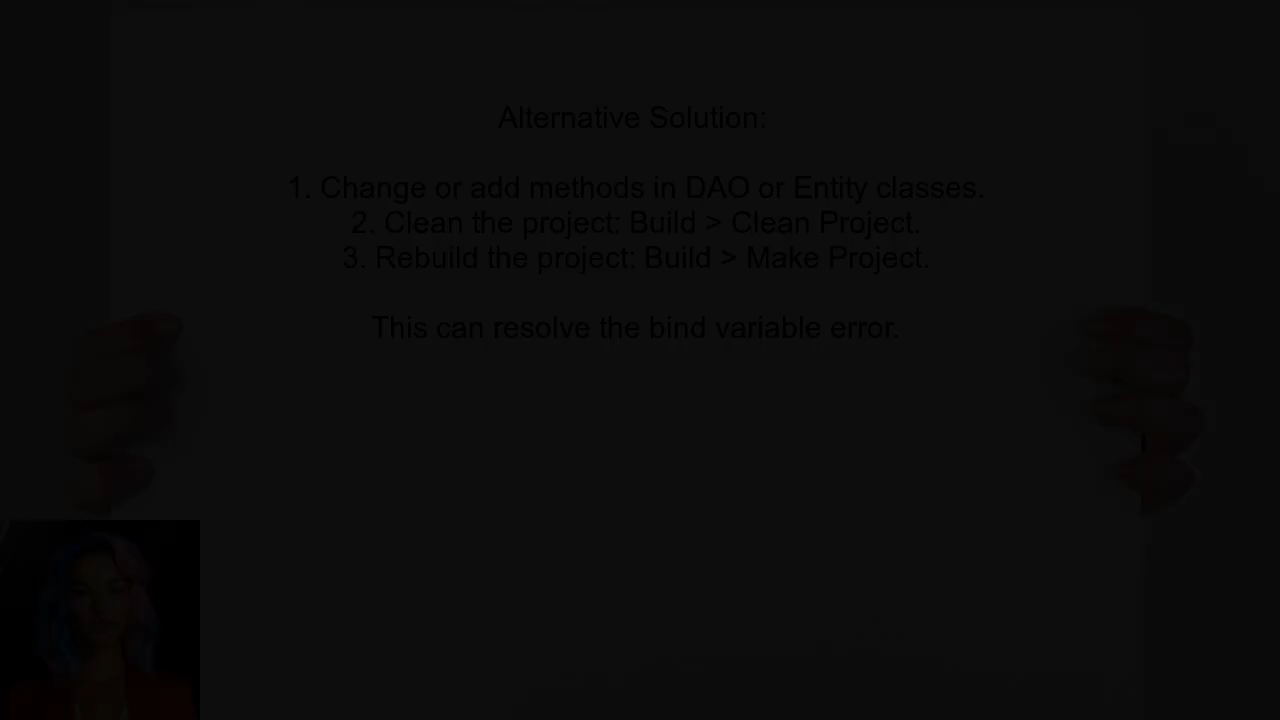 Alternative Solution:
1. Change or add methods in DAO or Entity classes.
2. Clean the project: Build > Clean Project.
3. Rebuild the project: Build > Make Project.
This can resolve the bind variable error.